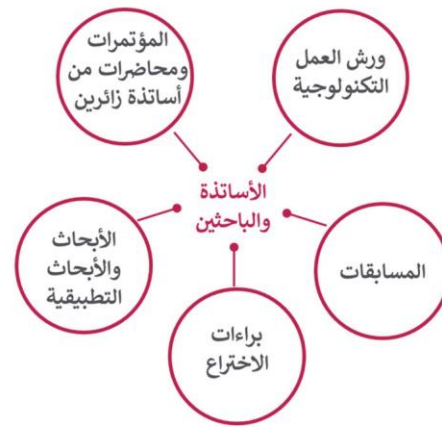 ورش العمل
التكنولوجية
المؤتمرات
ومحاضرات من
أساتذة زائرين
الأساتذة
والباحثين
المسابقات
الأبحاث
والأبحاث
التطبيقية
براءات
الاختراع